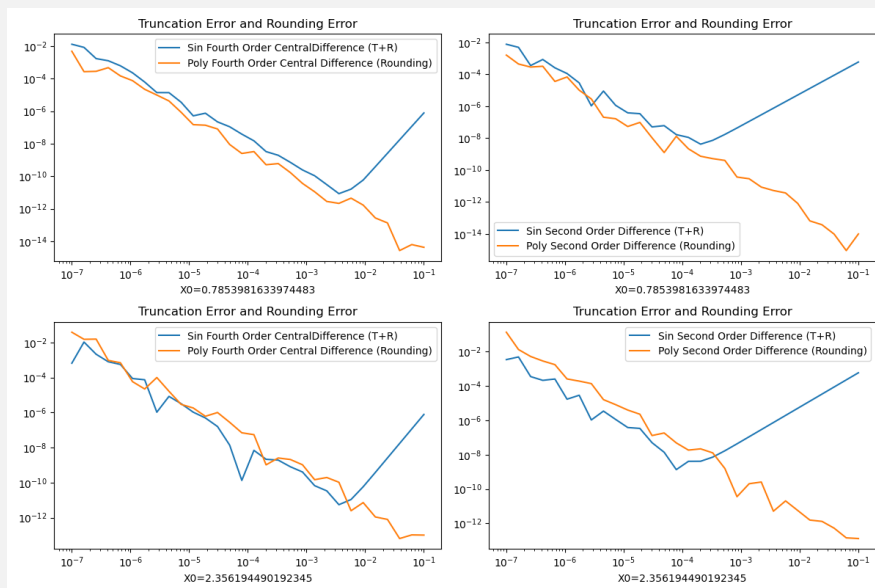 Truncation Error and Rounding Error
10⁻²
10⁻⁴
10⁻⁶
10⁻⁸
10⁻¹⁰
10⁻¹²
10⁻¹⁴
Sin Fourth Order CentralDifference (T+R)
Poly Fourth Order Central Difference (Rounding)
10⁻⁷ 10⁻⁶ 10⁻⁵ 10⁻⁴ 10⁻³ 10⁻² 10⁻¹
X0=0.7853981633974483
Truncation Error and Rounding Error
10⁻²
10⁻⁴
10⁻⁶
10⁻⁸
10⁻¹⁰
10⁻¹²
10⁻¹⁴
Sin Second Order Difference (T+R)
Poly Second Order Difference (Rounding)
10⁻⁷ 10⁻⁶ 10⁻⁵ 10⁻⁴ 10⁻³ 10⁻² 10⁻¹
X0=0.7853981633974483
Truncation Error and Rounding Error
10⁻²
10⁻⁴
10⁻⁶
10⁻⁸
10⁻¹⁰
10⁻¹²
Sin Fourth Order CentralDifference (T+R)
Poly Fourth Order Central Difference (Rounding)
10⁻⁷ 10⁻⁶ 10⁻⁵ 10⁻⁴ 10⁻³ 10⁻² 10⁻¹
X0=2.356194490192345
Truncation Error and Rounding Error
10⁻²
10⁻⁴
10⁻⁶
10⁻⁸
10⁻¹⁰
10⁻¹²
Sin Second Order Difference (T+R)
Poly Second Order Difference (Rounding)
10⁻⁷ 10⁻⁶ 10⁻⁵ 10⁻⁴ 10⁻³ 10⁻² 10⁻¹
X0=2.356194490192345